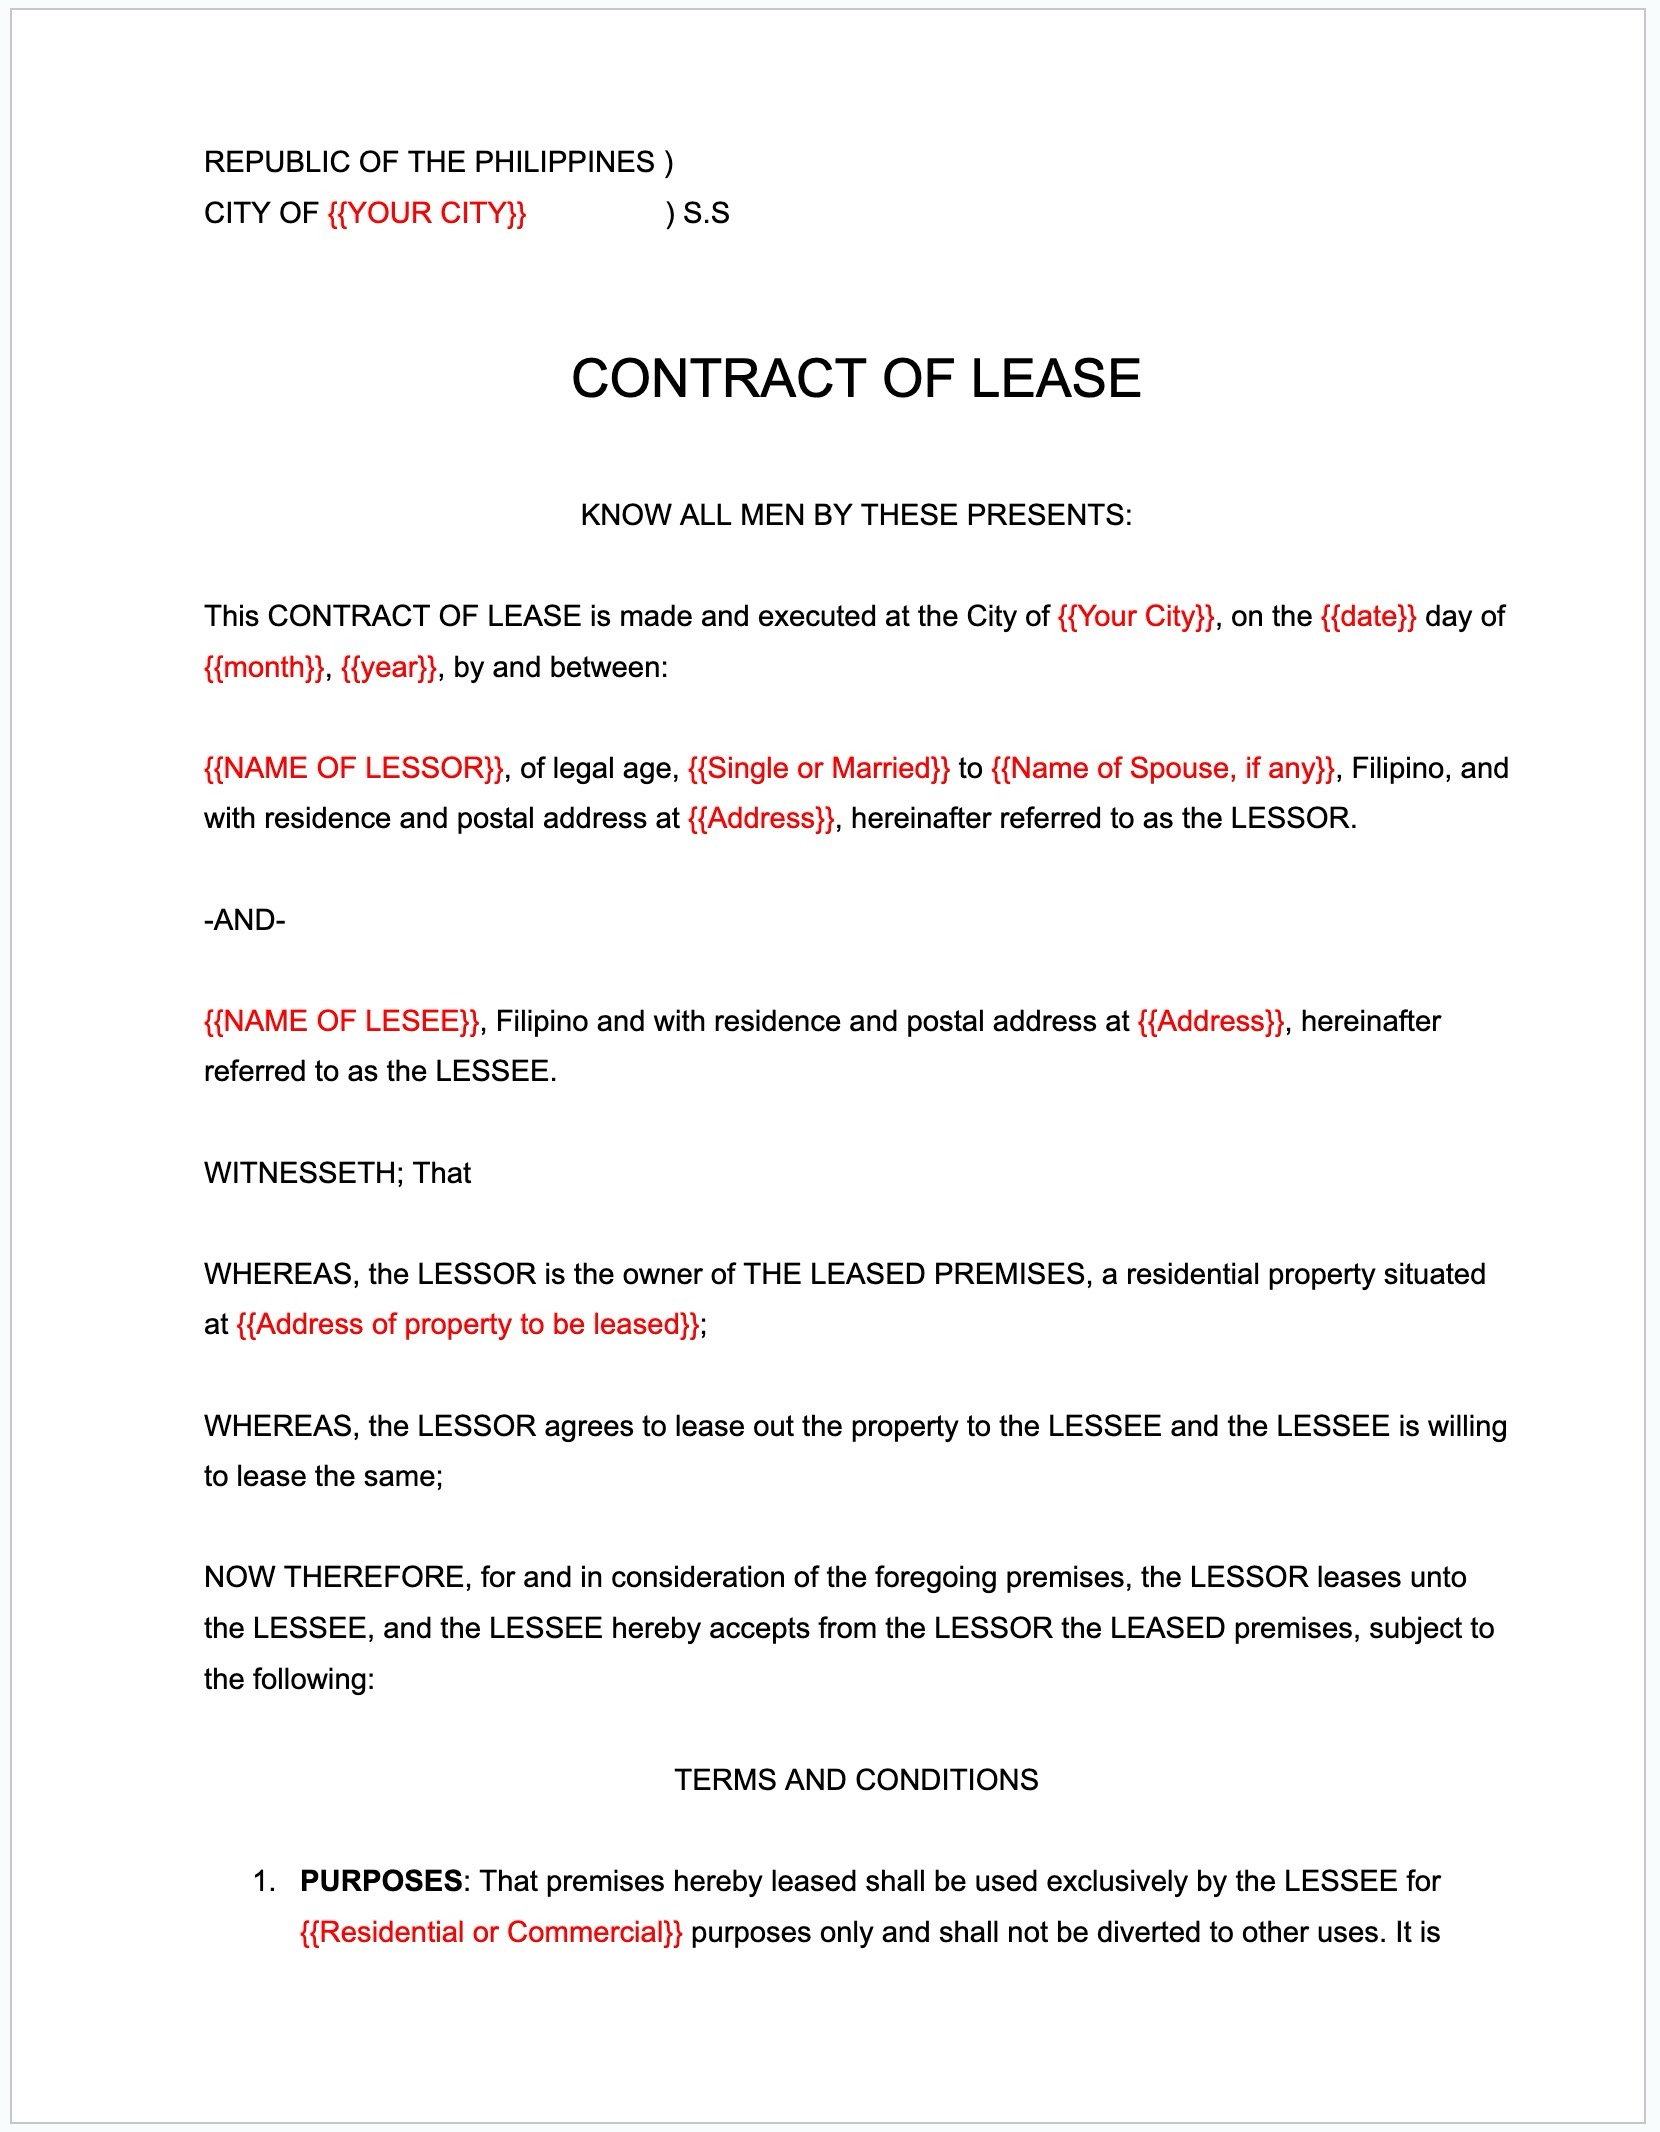 REPUBLIC OF THE PHILIPPINES )
CITY OF {{YOUR CITY}} ) S.S
CONTRACT OF LEASE
KNOW ALL MEN BY THESE PRESENTS:
This CONTRACT OF LEASE is made and executed at the City of {{Your City}}, on the {{date}} day of
{{month}}, {{year}}, by and between:
{{NAME OF LESSOR}}, of legal age, {{Single or Married}} to {{Name of Spouse, if any}}, Filipino, and
with residence and postal address at {{Address}}, hereinafter referred to as the LESSOR.
-AND-
{{NAME OF LESEE}}, Filipino and with residence and postal address at {{Address}}, hereinafter
referred to as the LESSEE.
WITNESSETH; That
WHEREAS, the LESSOR is the owner of THE LEASED PREMISES, a residential property situated
at {{Address of property to be leased}};
WHEREAS, the LESSOR agrees to lease out the property to the LESSEE and the LESSEE is willing
to lease the same;
NOW THEREFORE, for and in consideration of the foregoing premises, the LESSOR leases unto
the LESSEE, and the LESSEE hereby accepts from the LESSOR the LEASED premises, subject to
the following:
TERMS AND CONDITIONS
1. PURPOSES: That premises hereby leased shall be used exclusively by the LESSEE for
{{Residential or Commercial}} purposes only and shall not be diverted to other uses. It is